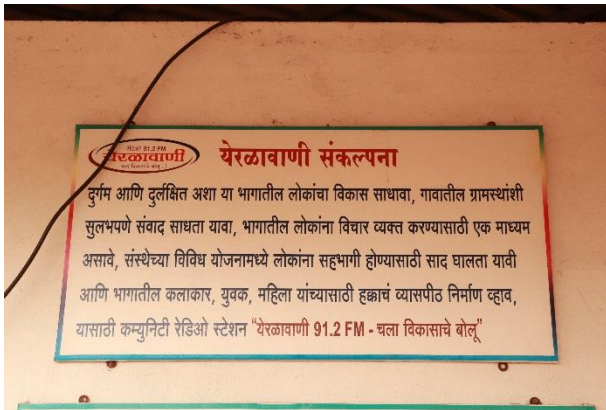 रेडिओ 91.2 FM
येरळावाणी
चला विकासाचे बोलू...!
येरळावाणी संकल्पना
दुर्गम आणि दुर्लक्षित अशा या भागातील लोकांचा विकास साधावा, गावातील ग्रामस्थांशी
सुलभपणे संवाद साधता यावा, भागातील लोकांना विचार व्यक्त करण्यासाठी एक माध्यम
असावे, संस्थेच्या विविध योजनामध्ये लोकांना सहभागी होण्यासाठी साद घालता यावी
आणि भागातील कलाकार, युवक, महिला यांच्यासाठी हक्काचं व्यासपीठ निर्माण व्हाव,
यासाठी कम्युनिटी रेडिओ स्टेशन "येरळावाणी 91.2 FM - चला विकासाचे बोलू"